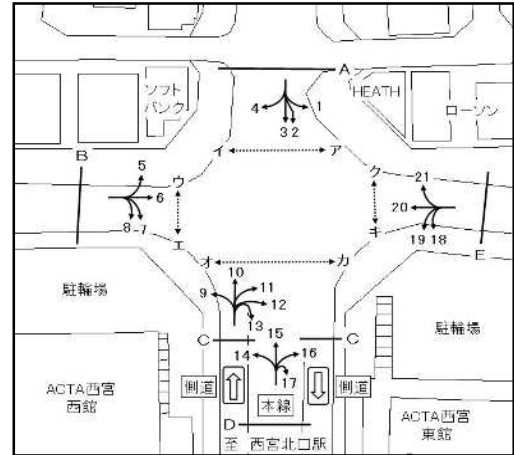 A
ソフト
バンク
HEATH
ローソン
4
3
2
1
B
イ
ア
5
ウ
6
8
7
エ
ク
21
20
キ
19
18
E
オ
カ
10
9
11
12
13
駐輪場
駐輪場
15
C
C
14
16
17
側道
本線
側道
ACTA西宮
西館
ACTA西宮
東館
D
至 西宮北口駅